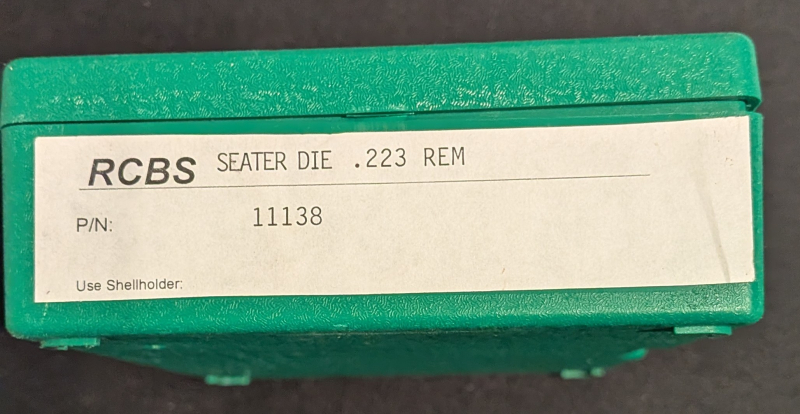 RCBS SEATER DIE .223 REM
P/N: 11138
Use Shellholder: